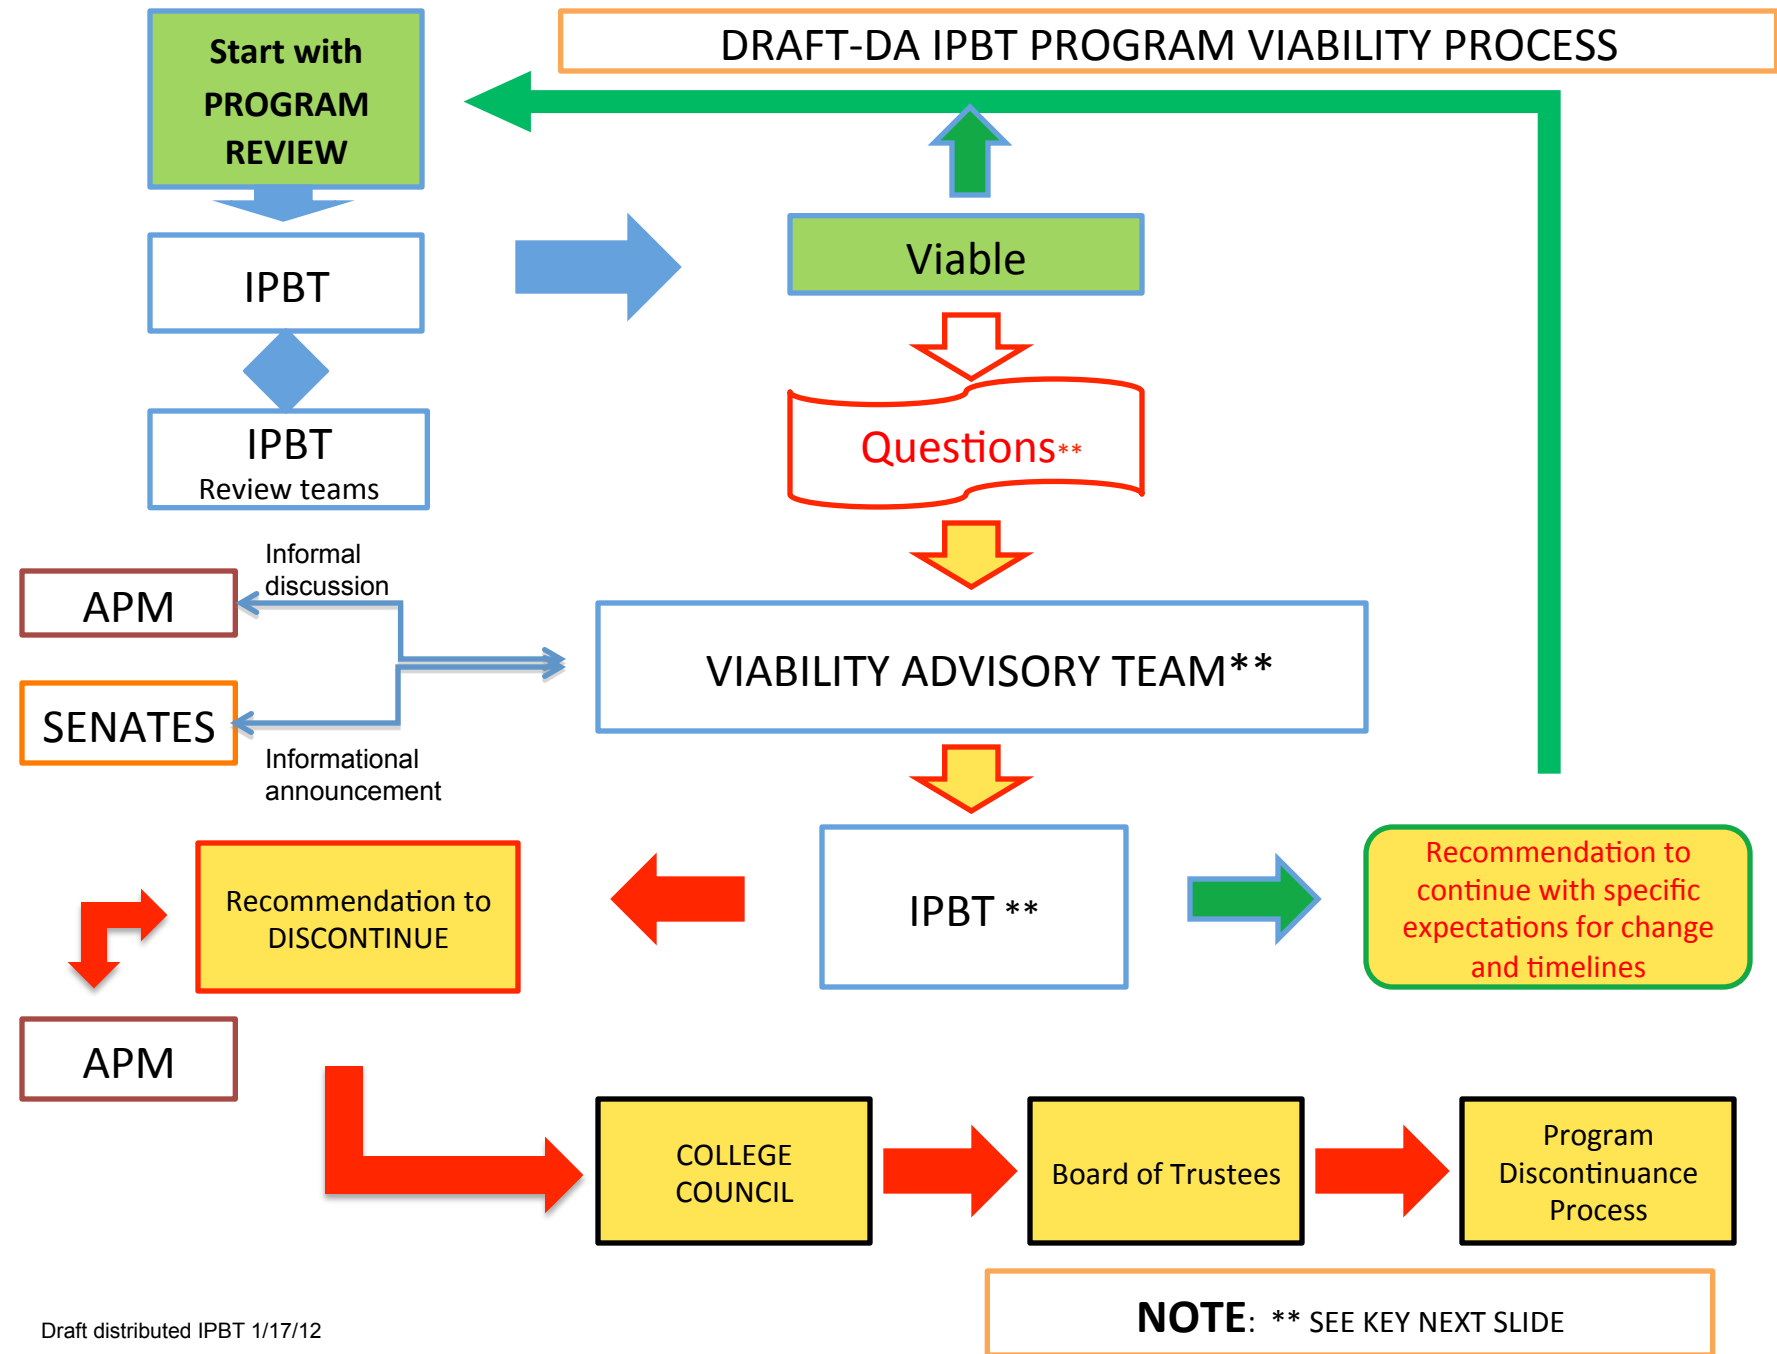 Start with
PROGRAM
REVIEW
DRAFT-DA IPBT PROGRAM VIABILITY PROCESS
IPBT
Viable
IPBT
Review teams
Questions**
Informal
discussion
APM
VIABILITY ADVISORY TEAM**
SENATES
Informational
announcement
Recommendation to
DISCONTINUE
IPBT **
Recommendation to
continue with specific
expectations for change
and timelines
APM
COLLEGE
COUNCIL
Board of Trustees
Program
Discontinuance
Process
NOTE: ** SEE KEY NEXT SLIDE
Draft distributed IPBT 1/17/12